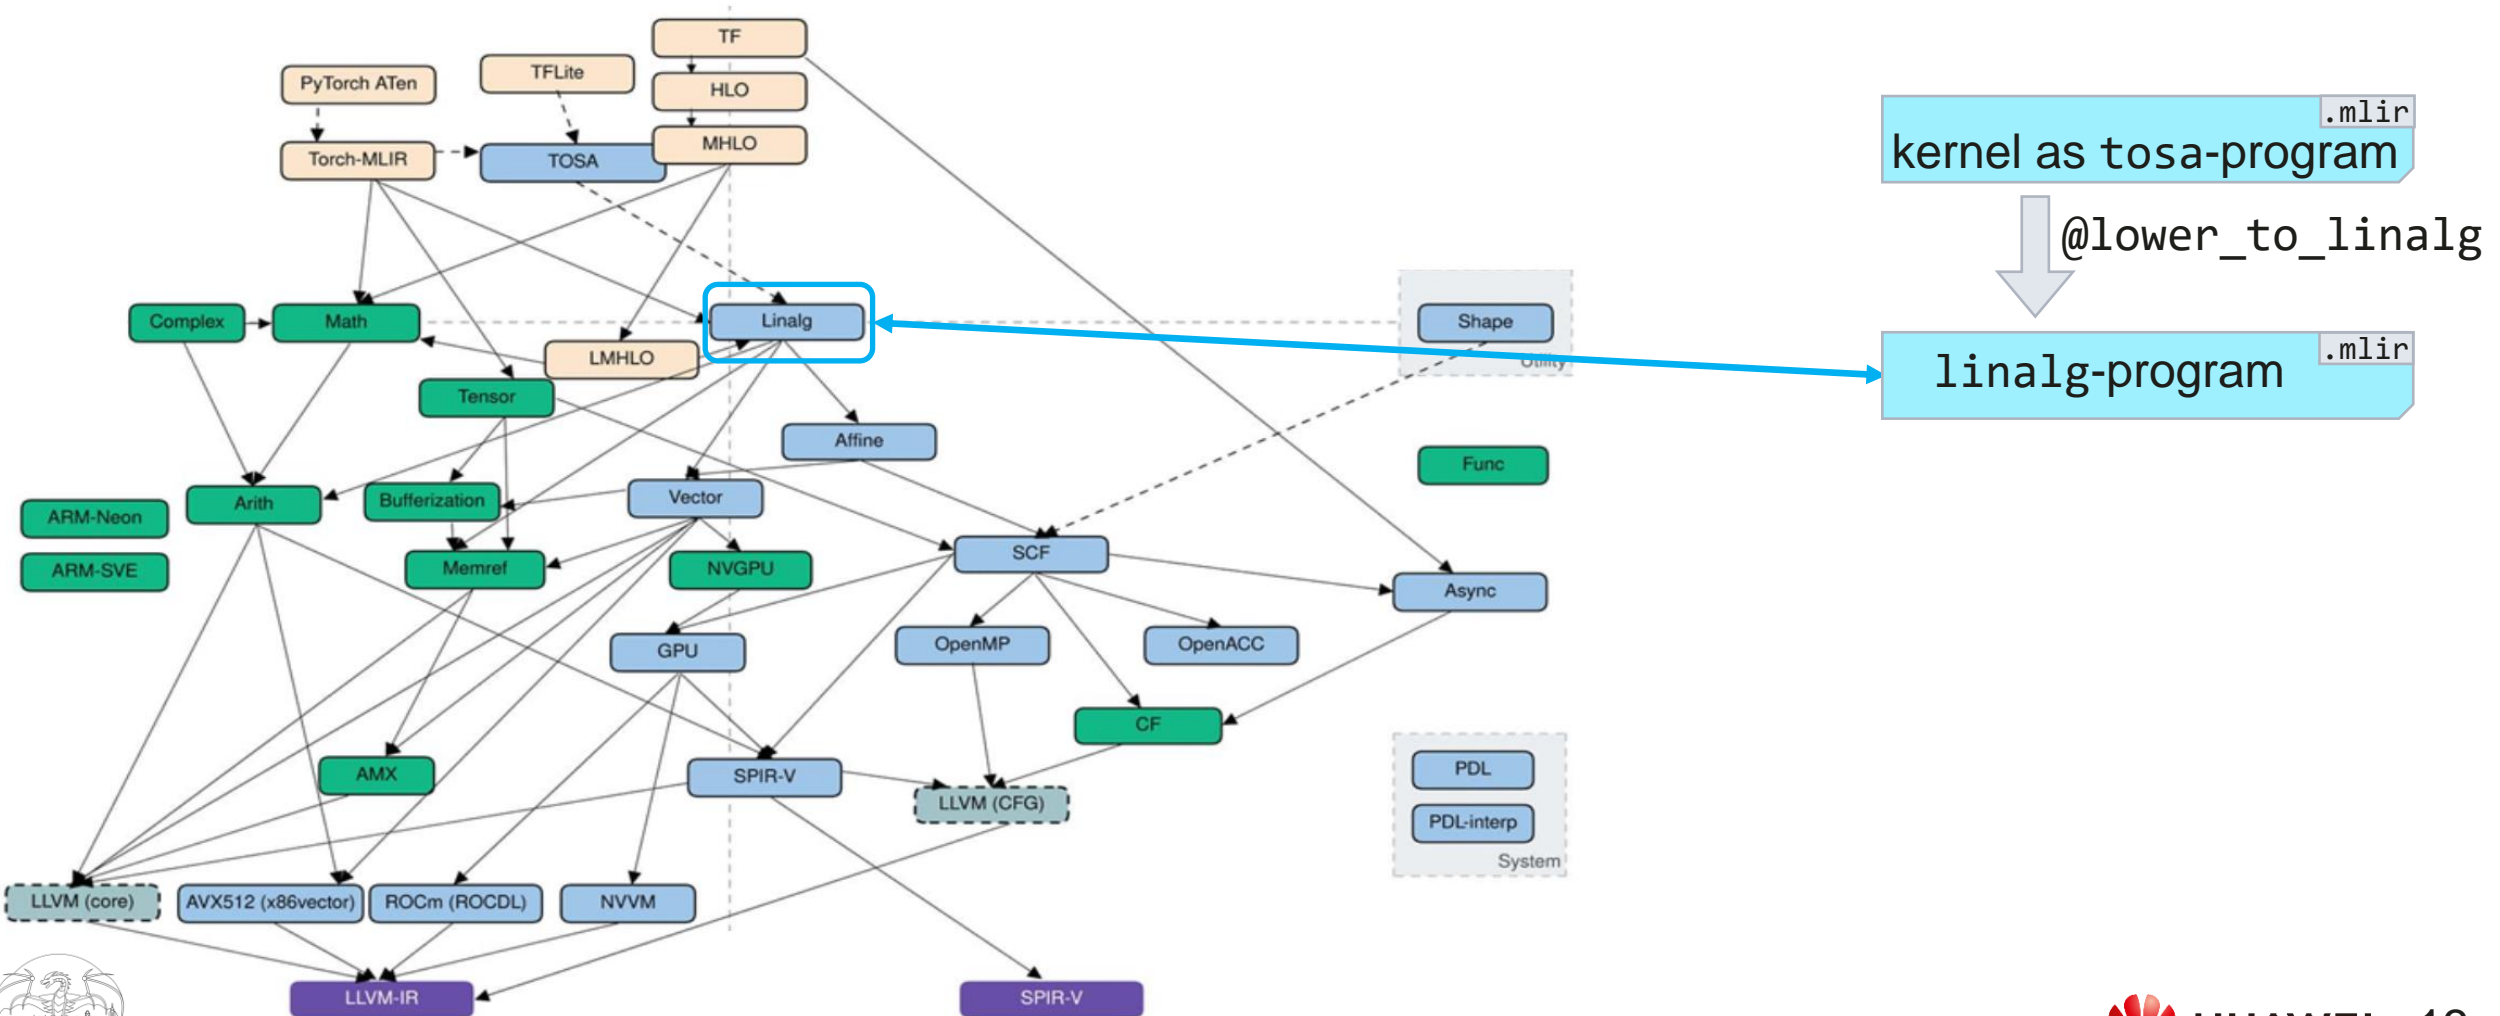 TF
TFLite
PyTorch ATen
HLO
.mlir
MHLO
kernel as tosa-program
Torch-MLIR
TOSA
@lower_to_linalg
Complex
Math
Linalg
Shape
LMHLO
Utility
.mlir
linalg-program
Tensor
Affine
Func
Vector
Bufferization
Arith
ARM-Neon
SCF
Memref
NVGPU
ARM-SVE
Async
OpenMP
OpenACC
GPU
CF
PDL
AMX
SPIR-V
LLVM (CFG)
PDL-interp
System
LLVM (core)
AVX512 (x86vector)
ROCm (ROCDL)
NVVM
LLVM-IR
SPIR-V